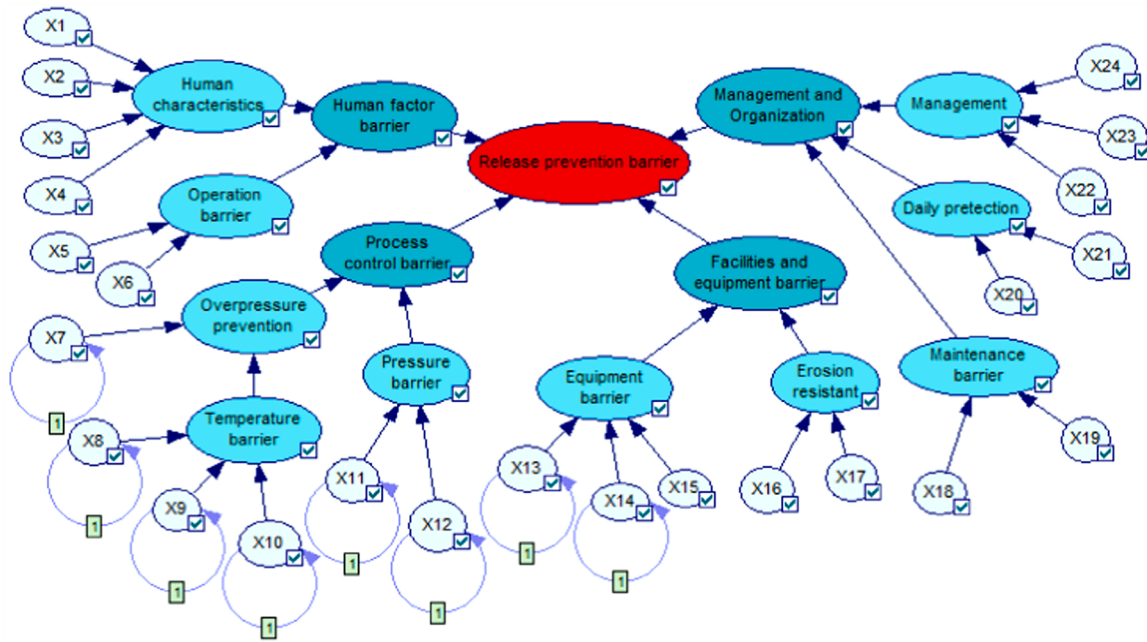 X1
X2
X3
X4
Human
characteristics
Human factor
barrier
Release prevention barrier
Management and
Organization
Management
X24
X23
X22
Daily pretection
X21
X20
Operation
barrier
X5
X6
Process
control barrier
Facilities and
equipment barrier
Overpressure
prevention
X7
1
Pressure
barrier
Equipment
barrier
Erosion
resistant
Maintenance
barrier
Temperature
barrier
X8
1
X9
1
X10
1
X11
1
X12
1
X13
1
X14
1
X15
X16
X17
X18
X19